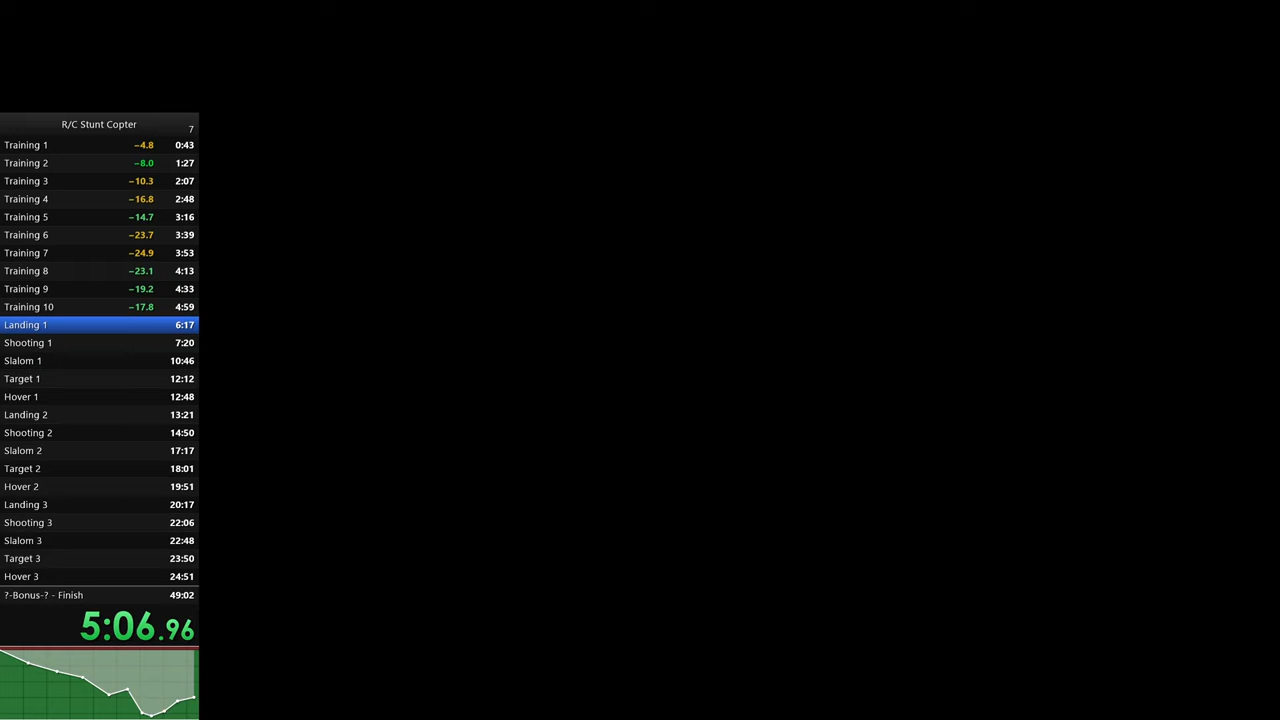 R/C Stunt Copter
7
Training 1 −4.8 0:43
Training 2 −8.0 1:27
Training 3 −10.3 2:07
Training 4 −16.8 2:48
Training 5 −14.7 3:16
Training 6 −23.7 3:39
Training 7 −24.9 3:53
Training 8 −23.1 4:13
Training 9 −19.2 4:33
Training 10 −17.8 4:59
Landing 1 6:17
Shooting 1 7:20
Slalom 1 10:46
Target 1 12:12
Hover 1 12:48
Landing 2 13:21
Shooting 2 14:50
Slalom 2 17:17
Target 2 18:01
Hover 2 19:51
Landing 3 20:17
Shooting 3 22:06
Slalom 3 22:48
Target 3 23:50
Hover 3 24:51
?-Bonus-? - Finish 49:02
5:06.96